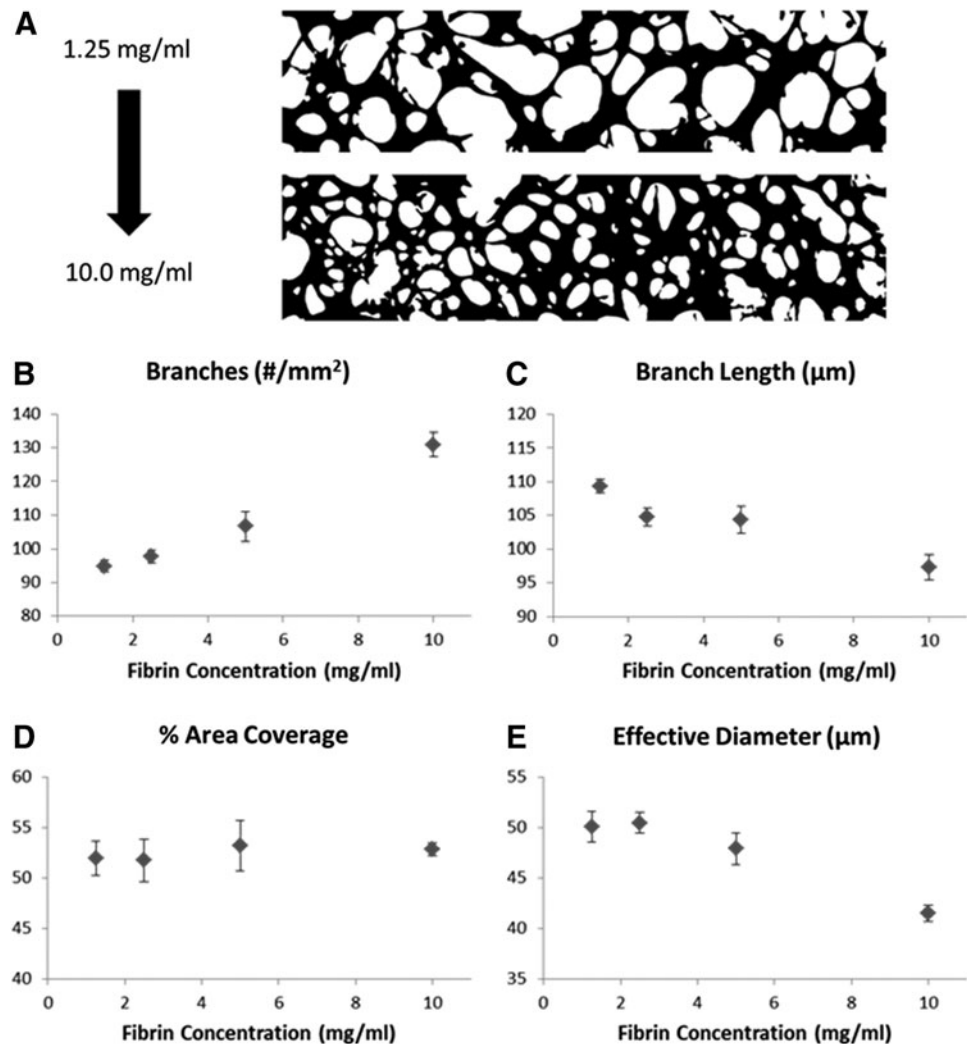 A
1.25 mg/ml
10.0 mg/ml
B
Branches (#/mm²)
140
130
120
110
100
90
80
0 2 4 6 8 10
Fibrin Concentration (mg/ml)
C
Branch Length (µm)
120
115
110
105
100
95
90
0 2 4 6 8 10
Fibrin Concentration (mg/ml)
D
% Area Coverage
60
55
50
45
40
0 2 4 6 8 10
Fibrin Concentration (mg/ml)
E
Effective Diameter (µm)
55
50
45
40
35
0 2 4 6 8 10
Fibrin Concentration (mg/ml)